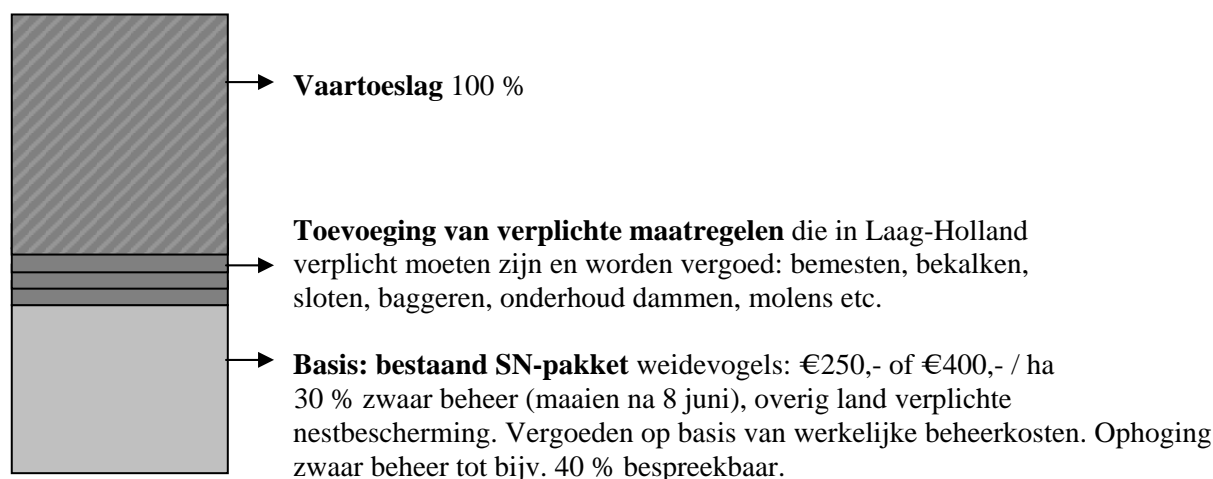 Vaartoeslag 100 %
Toevoeging van verplichte maatregelen die in Laag-Holland
verplicht moeten zijn en worden vergoed: bemesten, bekalken,
sloten, baggeren, onderhoud dammen, molens etc.
Basis: bestaand SN-pakket weidevogels: €250,- of €400,- / ha
30 % zwaar beheer (maaien na 8 juni), overig land verplichte
nestbescherming. Vergoeden op basis van werkelijke beheerkosten. Ophoging
zwaar beheer tot bijv. 40 % bespreekbaar.